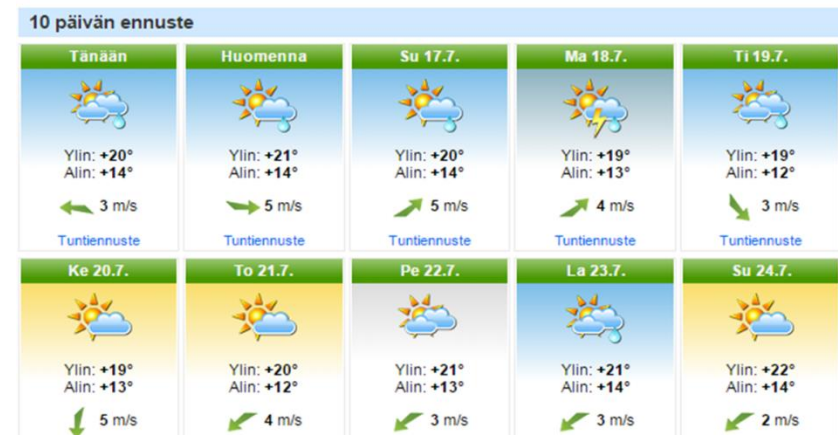 10 päivän ennuste
Tänään Huomenna Su 17.7. Ma 18.7. Ti 19.7.
Ylin: +20° Ylin: +21° Ylin: +20° Ylin: +19° Ylin: +19°
Alin: +14° Alin: +14° Alin: +14° Alin: +13° Alin: +12°
3 m/s 5 m/s 5 m/s 4 m/s 3 m/s
Tuntiennuste Tuntiennuste Tuntiennuste Tuntiennuste Tuntiennuste
Ke 20.7. To 21.7. Pe 22.7. La 23.7. Su 24.7.
Ylin: +19° Ylin: +20° Ylin: +21° Ylin: +21° Ylin: +22°
Alin: +13° Alin: +12° Alin: +13° Alin: +14° Alin: +14°
5 m/s 4 m/s 3 m/s 3 m/s 2 m/s